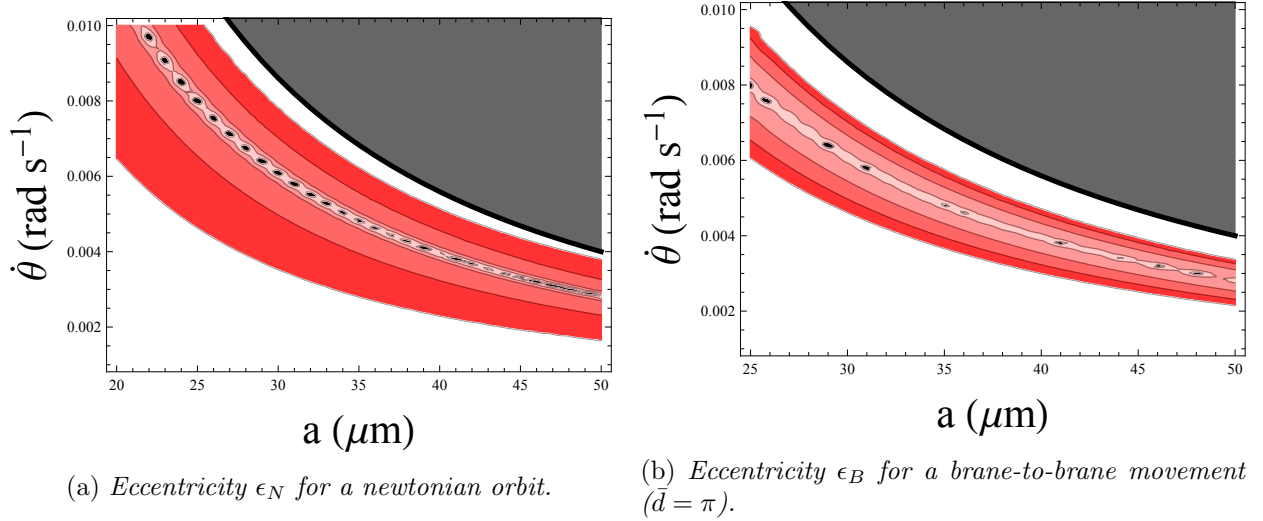 0.010
0.008
0.006
0.004
0.002
θ̇ (rad s⁻¹)
20 25 30 35 40 45 50
a (μm)
(a) Eccentricity ϵ_N for a newtonian orbit.
0.010
0.008
0.006
0.004
0.002
θ̇ (rad s⁻¹)
25 30 35 40 45 50
a (μm)
(b) Eccentricity ϵ_B for a brane-to-brane movement
(d̄ = π).